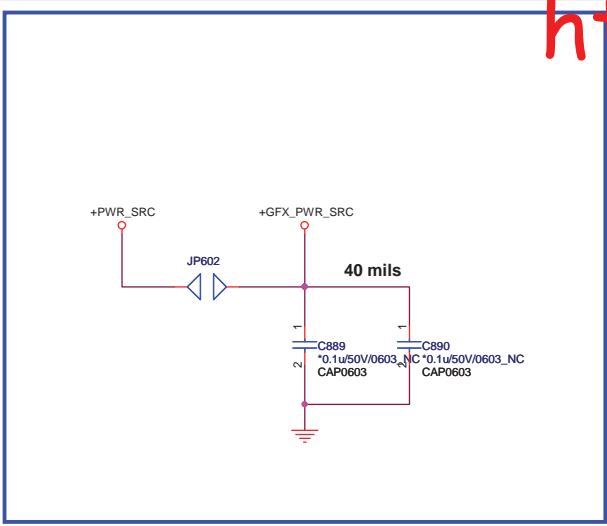 ht
+PWR_SRC
+GFX_PWR_SRC
JP602
40 mils
1
1
C889
C890
*0.1u/50V/0603_NC
*0.1u/50V/0603_NC
2
2
CAP0603
CAP0603